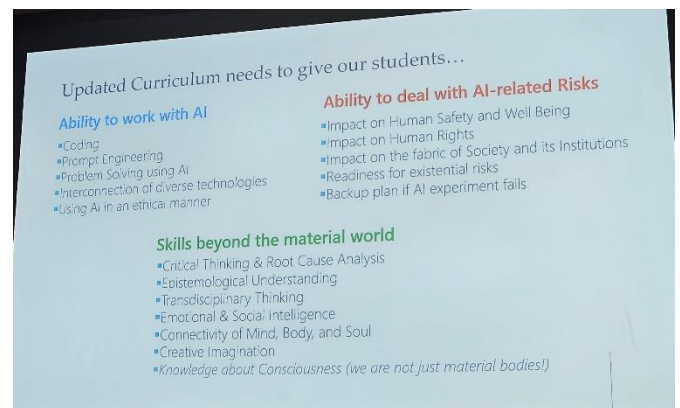 Updated Curriculum needs to give our students...
Ability to work with AI
▪Coding
▪Prompt Engineering
▪Problem Solving using AI
▪Interconnection of diverse technologies
▪Using AI in an ethical manner
Ability to deal with AI-related Risks
▪Impact on Human Safety and Well Being
▪Impact on Human Rights
▪Impact on the fabric of Society and its Institutions
▪Readiness for existential risks
▪Backup plan if AI experiment fails
Skills beyond the material world
▪Critical Thinking & Root Cause Analysis
▪Epistemological Understanding
▪Transdisciplinary Thinking
▪Emotional & Social Intelligence
▪Connectivity of Mind, Body, and Soul
▪Creative Imagination
▪Knowledge about Consciousness (we are not just material bodies!)